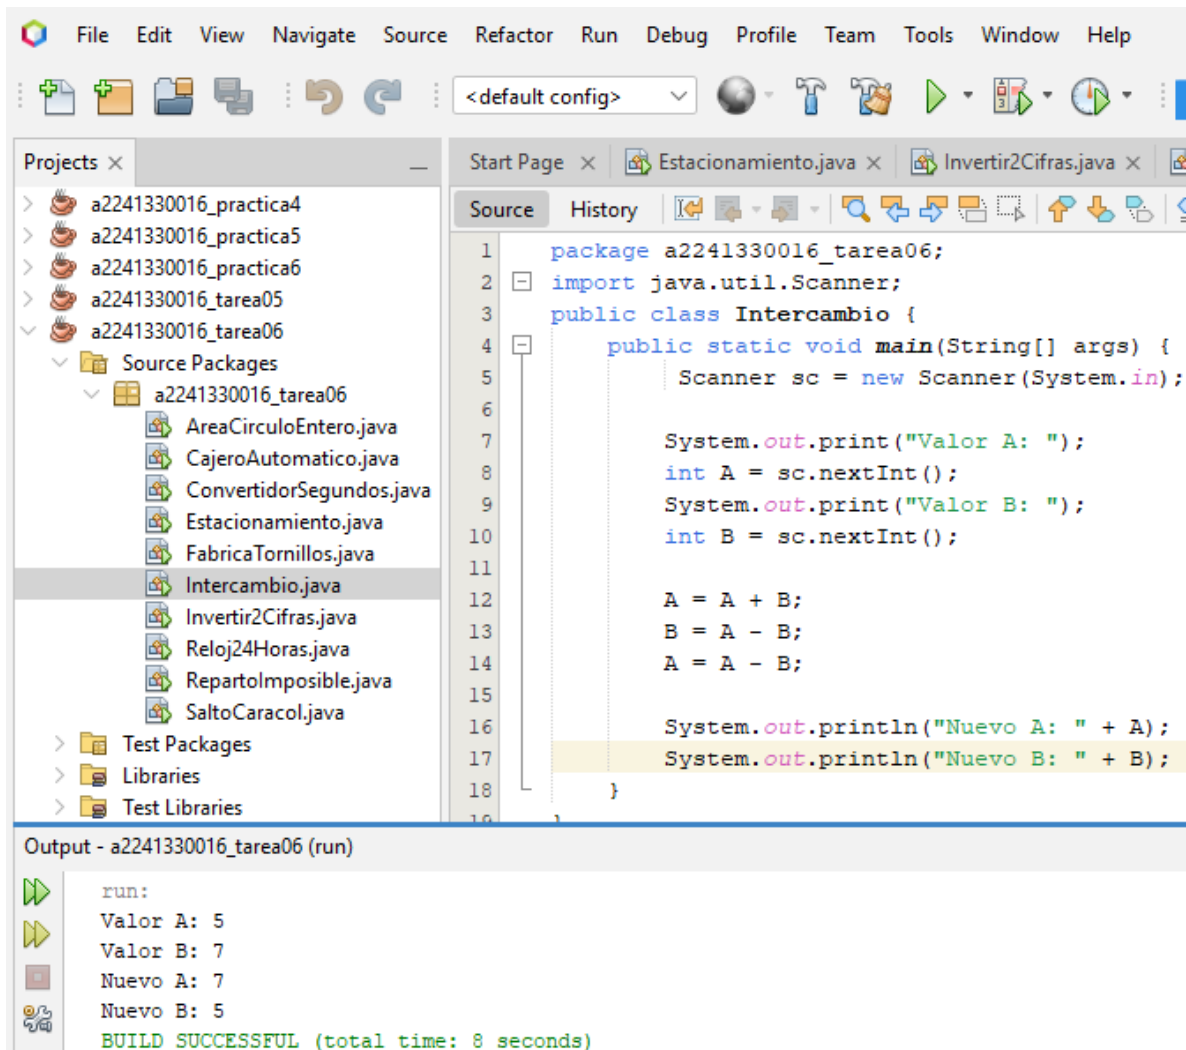 File Edit View Navigate Source Refactor Run Debug Profile Team Tools Window Help
<default config>
Projects
Start Page Estacionamiento.java Invertir2Cifras.java
a2241330016_practica4
a2241330016_practica5
a2241330016_practica6
a2241330016_tarea05
a2241330016_tarea06
Source Packages
a2241330016_tarea06
AreaCirculoEntero.java
CajeroAutomatico.java
ConvertidorSegundos.java
Estacionamiento.java
FabricaTornillos.java
Intercambio.java
Invertir2Cifras.java
Reloj24Horas.java
RepartoImposible.java
SaltoCaracol.java
Test Packages
Libraries
Test Libraries
Source History
1 package a2241330016_tarea06;
2 import java.util.Scanner;
3 public class Intercambio {
4 public static void main(String[] args) {
5 Scanner sc = new Scanner(System.in);
6
7 System.out.print("Valor A: ");
8 int A = sc.nextInt();
9 System.out.print("Valor B: ");
10 int B = sc.nextInt();
11
12 A = A + B;
13 B = A - B;
14 A = A - B;
15
16 System.out.println("Nuevo A: " + A);
17 System.out.println("Nuevo B: " + B);
18 }
Output - a2241330016_tarea06 (run)
run:
Valor A: 5
Valor B: 7
Nuevo A: 7
Nuevo B: 5
BUILD SUCCESSFUL (total time: 8 seconds)